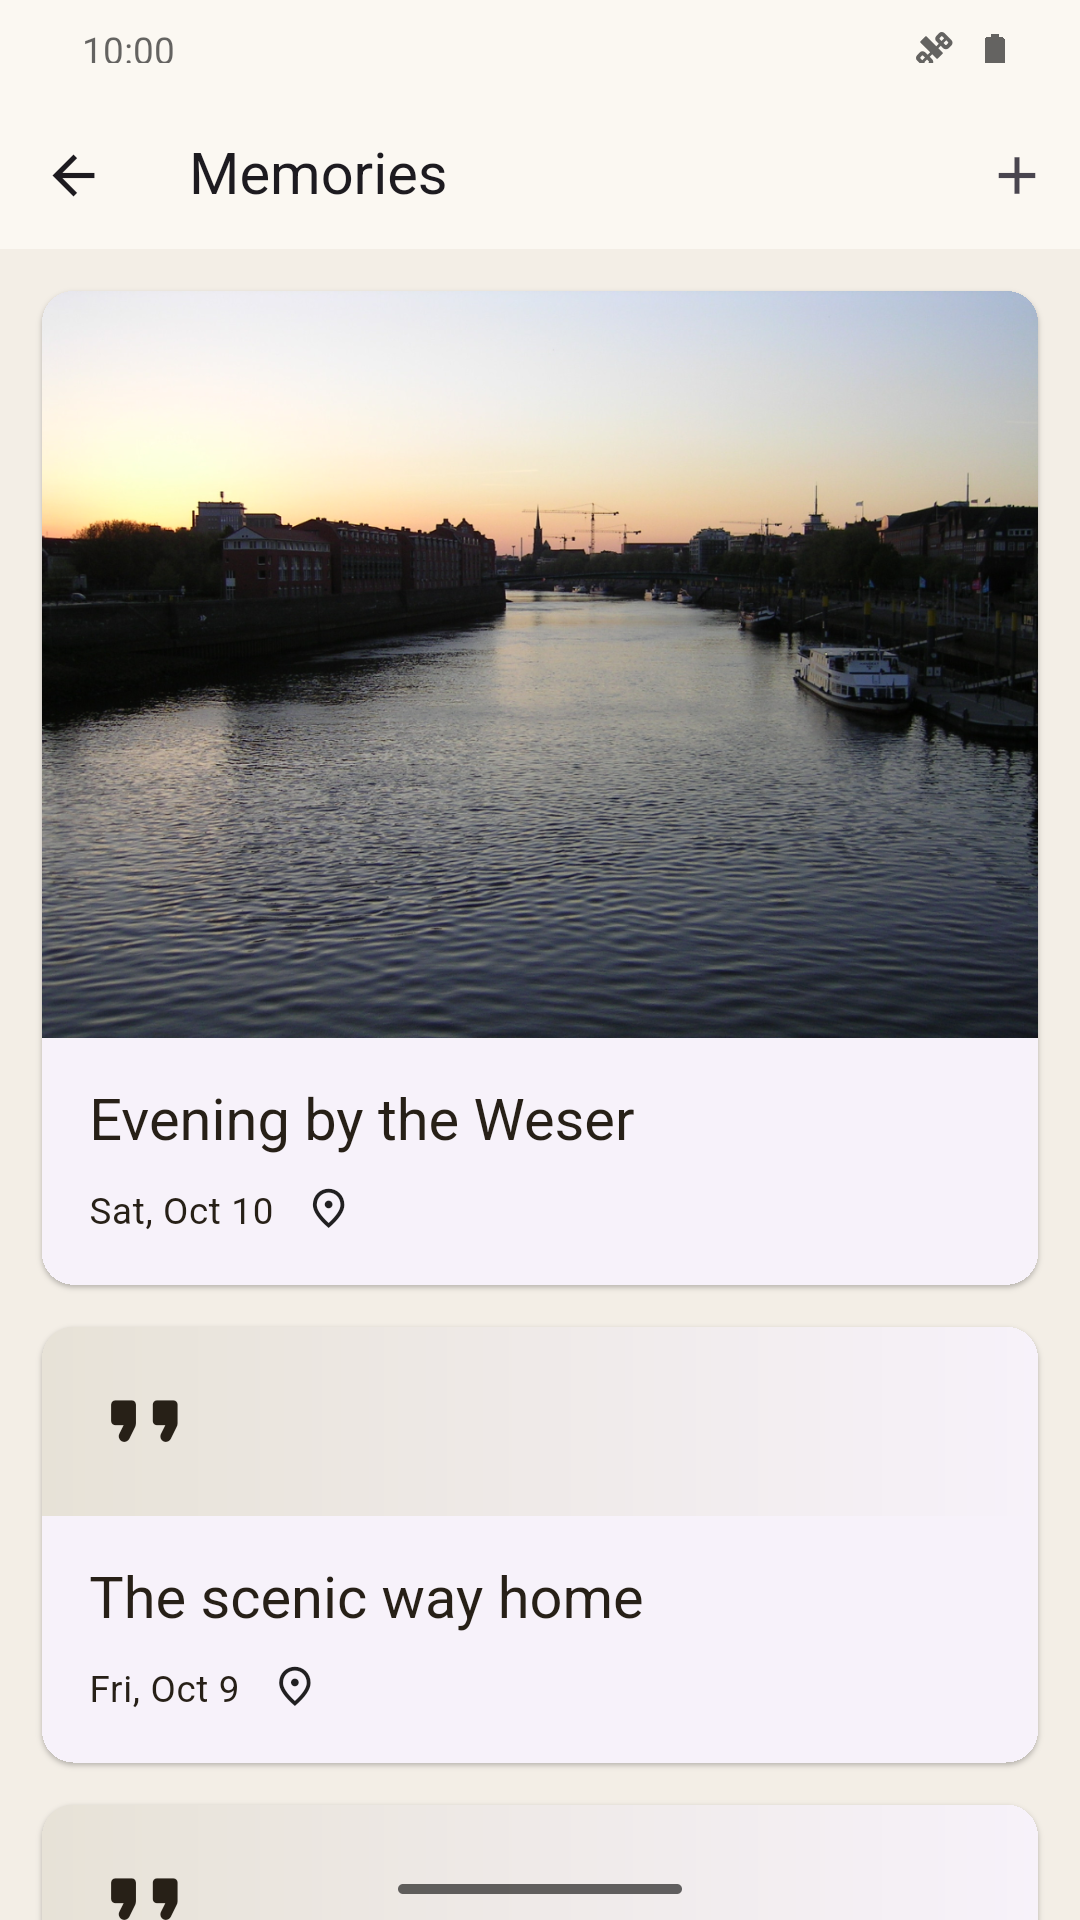 10:00
Memories
Evening by the Weser
Sat, Oct 10
The scenic way home
Fri, Oct 9